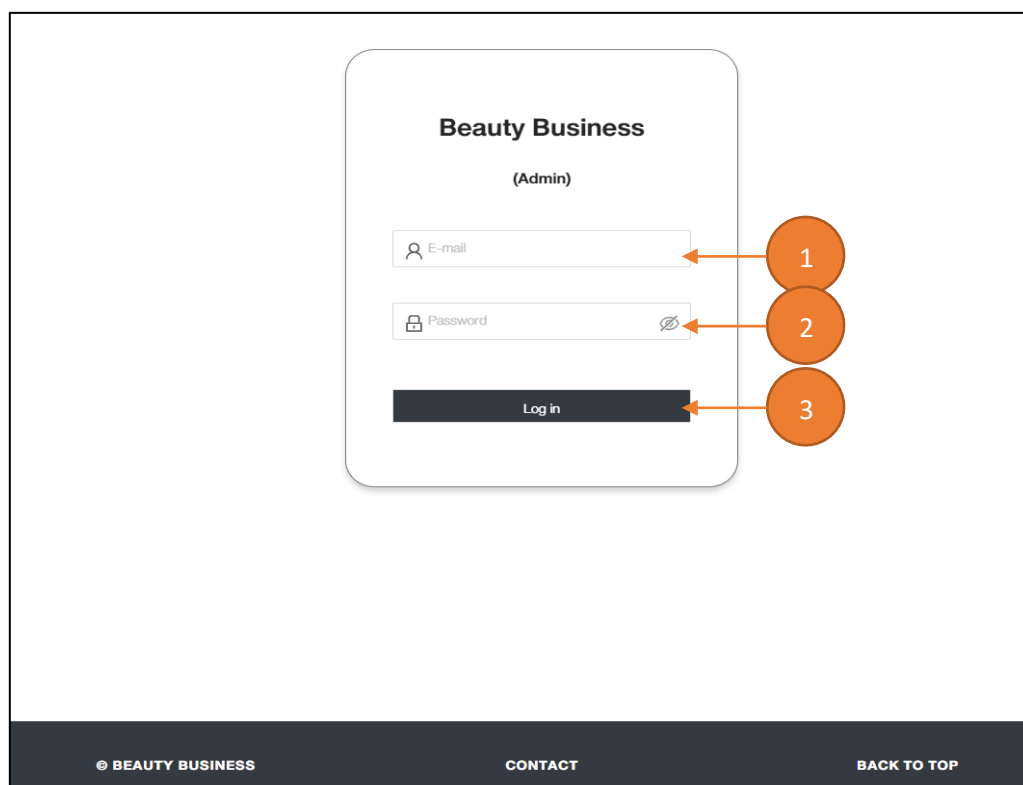 Beauty Business
(Admin)
E-mail
1
Password
2
Log in
3
© BEAUTY BUSINESS
CONTACT
BACK TO TOP